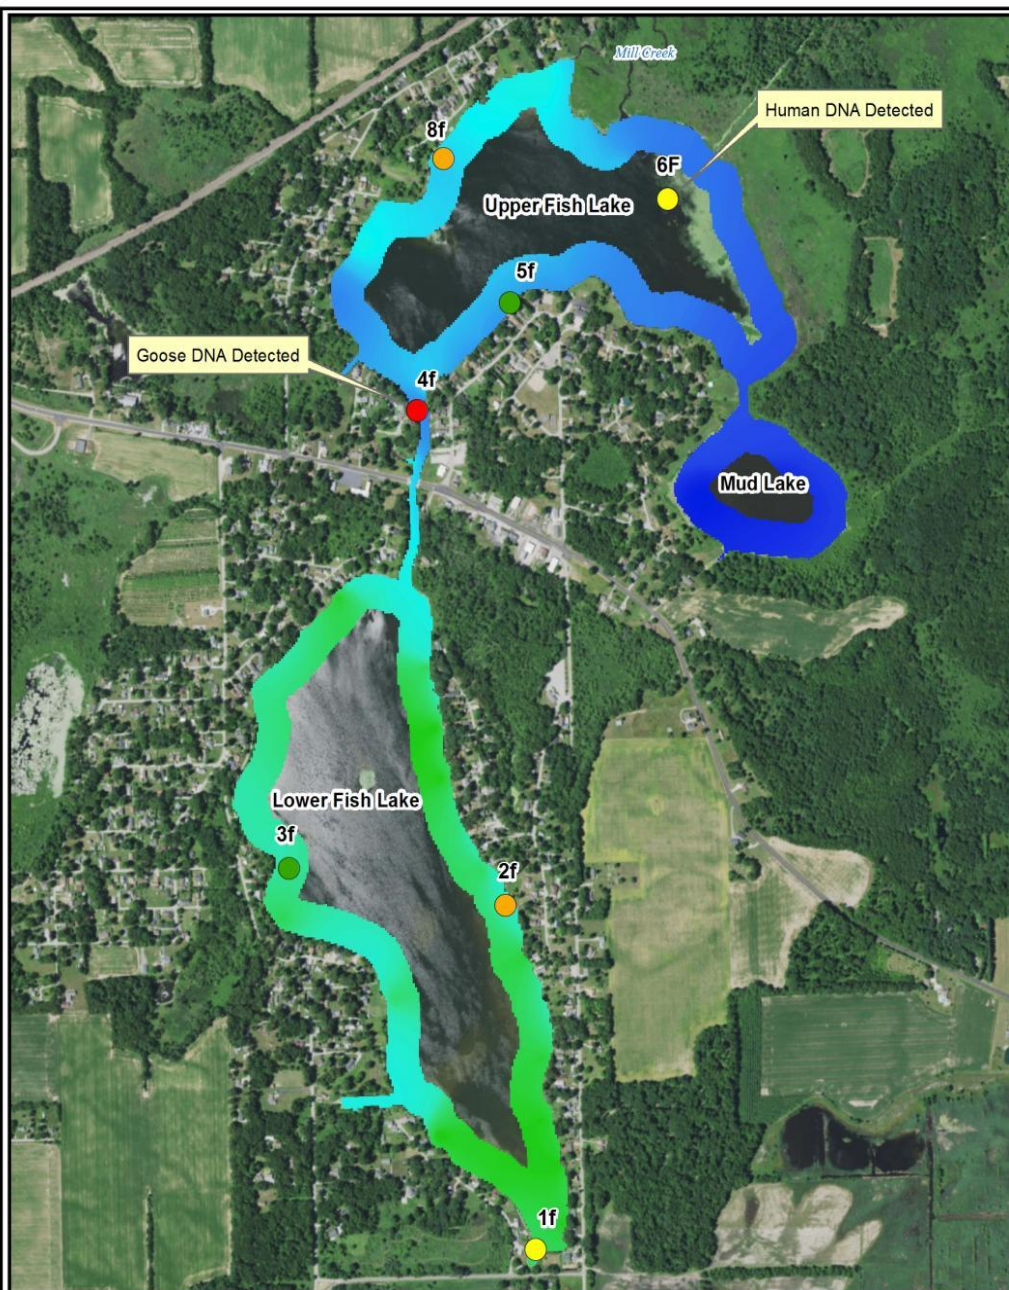 Mill Creek
Human DNA Detected
8f
6F
Upper Fish Lake
5f
Goose DNA Detected
4f
Mud Lake
Lower Fish Lake
3f
2f
1f